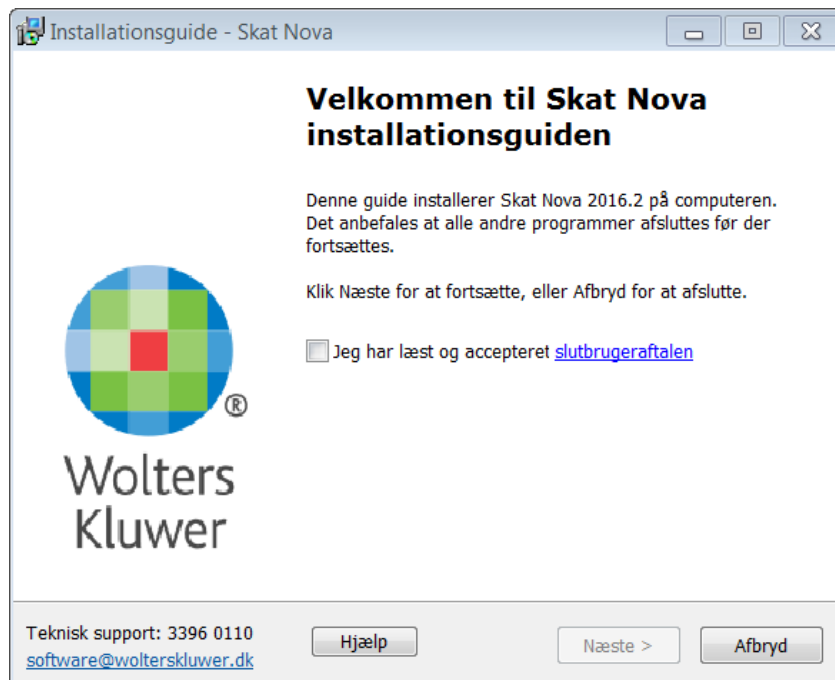 Installationsguide - Skat Nova
Velkommen til Skat Nova
installationsguiden
Denne guide installerer Skat Nova 2016.2 på computeren.
Det anbefales at alle andre programmer afsluttes før der
fortsættes.
Klik Næste for at fortsætte, eller Afbryd for at afslutte.
Jeg har læst og accepteret slutbrugeraftalen
®
Wolters
Kluwer
Teknisk support: 3396 0110
software@wolterskluwer.dk
Hjælp
Næste >
Afbryd